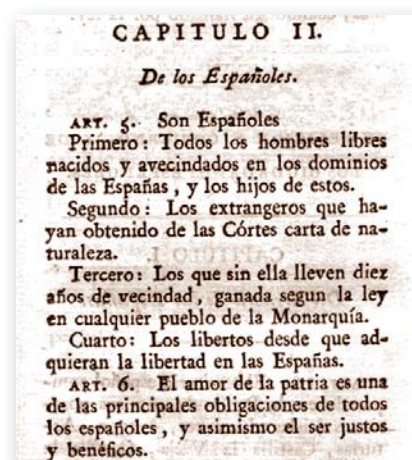 CAPITULO II.
De los Españoles.
ART. 5. Son Españoles
Primero: Todos los hombres libres
nacidos y avecindados en los dominios
de las Españas, y los hijos de estos.
Segundo: Los extrangeros que ha-
yan obtenido de las Córtes carta de na-
turaleza.
Tercero: Los que sin ella lleven diez
años de vecindad, ganada segun la ley
en cualquier pueblo de la Monarquía.
Cuarto: Los libertos desde que ad-
quieran la libertad en las Españas.
ART. 6. El amor de la patria es una
de las principales obligaciones de todos
los españoles, y asimismo el ser justos
y benéficos.